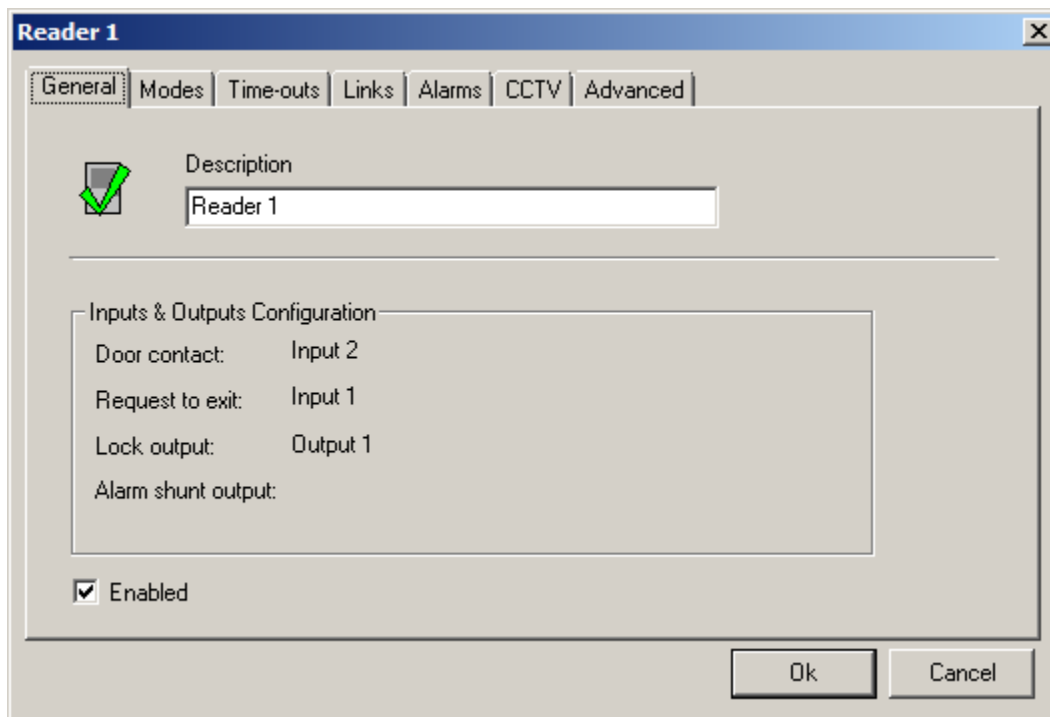 Reader 1
General Modes Time-outs Links Alarms CCTV Advanced
Description
Reader 1
Inputs & Outputs Configuration
Door contact: Input 2
Request to exit: Input 1
Lock output: Output 1
Alarm shunt output:
Enabled
Ok Cancel